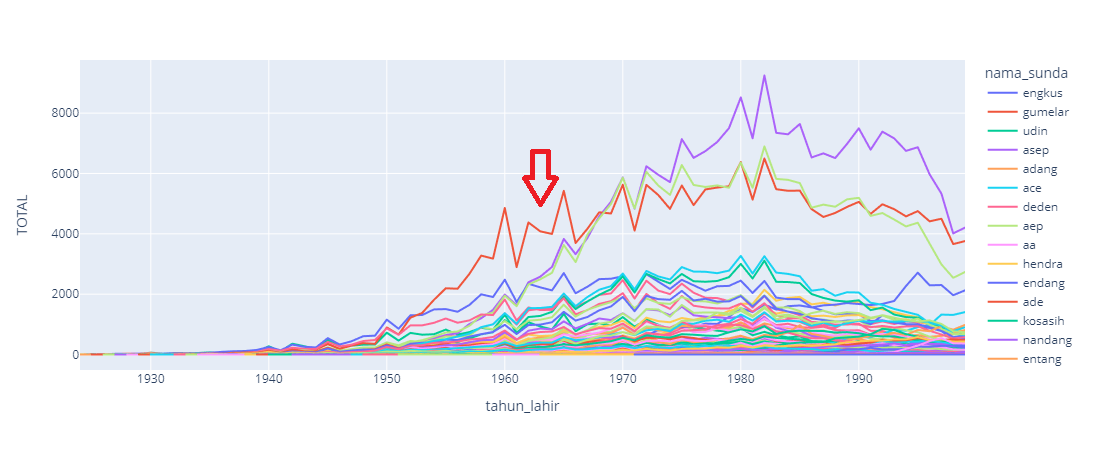 nama_sunda
engkus
gumelar
udin
asep
adang
ace
deden
aep
aa
hendra
endang
ade
kosasih
nandang
entang
TOTAL
8000
6000
4000
2000
0
1930 1940 1950 1960 1970 1980 1990
tahun_lahir